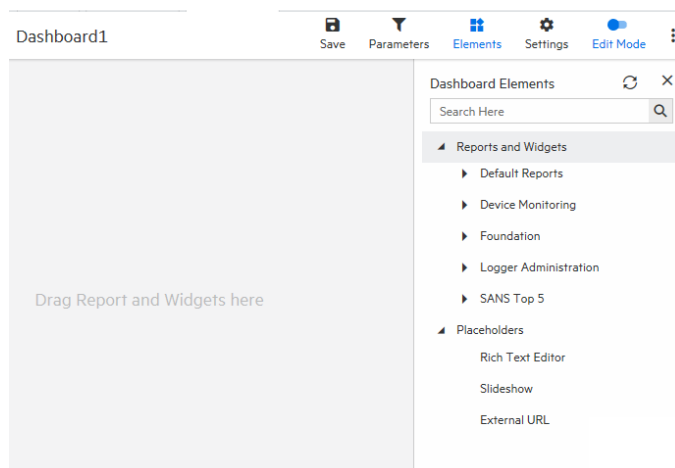 Dashboard1
Save
Parameters
Elements
Settings
Edit Mode
Dashboard Elements
Search Here
Reports and Widgets
Default Reports
Device Monitoring
Foundation
Logger Administration
SANS Top 5
Drag Report and Widgets here
Placeholders
Rich Text Editor
Slideshow
External URL